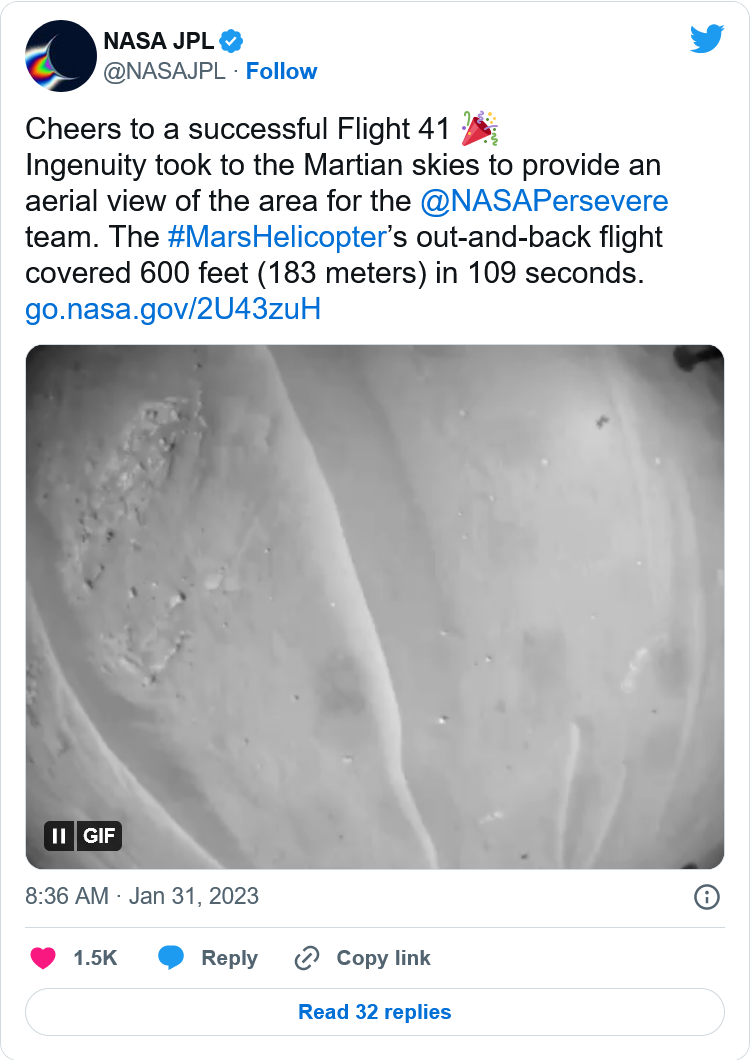 NASA JPL
@NASAJPL · Follow
Cheers to a successful Flight 41 🎉
Ingenuity took to the Martian skies to provide an
aerial view of the area for the @NASAPersevere
team. The #MarsHelicopter’s out-and-back flight
covered 600 feet (183 meters) in 109 seconds.
go.nasa.gov/2U43zuH
GIF
8:36 AM · Jan 31, 2023
1.5K Reply Copy link
Read 32 replies